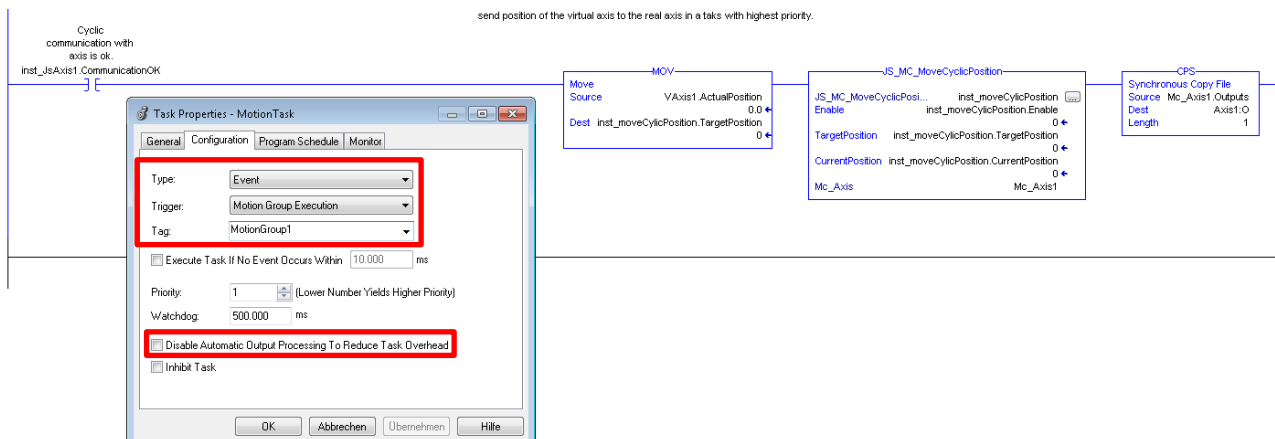 send position of the virtual axis to the real axis in a taks with highest priority.
Cyclic
communication with
axis is ok.
inst_JsAxis1.CommunicationOK
MOV
Move
Source VAxis1.ActualPosition
0.0
Dest inst_moveCylicPosition.TargetPosition
0
JS_MC_MoveCyclicPosition
JS_MC_MoveCyclicPosi... inst_moveCylicPosition ...
Enable inst_moveCylicPosition.Enable
0
TargetPosition inst_moveCylicPosition.TargetPosition
0
CurrentPosition inst_moveCylicPosition.CurrentPosition
0
Mc_Axis Mc_Axis1
CPS
Synchronous Copy File
Source Mc_Axis1.Outputs
Dest Axis1:O
Length 1
Task Properties - MotionTask
General Configuration Program Schedule Monitor
Type: Event
Trigger: Motion Group Execution
Tag: MotionGroup1
Execute Task If No Event Occurs Within 10.000 ms
Priority: 1 (Lower Number Yields Higher Priority)
Watchdog: 500.000 ms
Disable Automatic Output Processing To Reduce Task Overhead
Inhibit Task
OK Abbrechen Übernehmen Hilfe